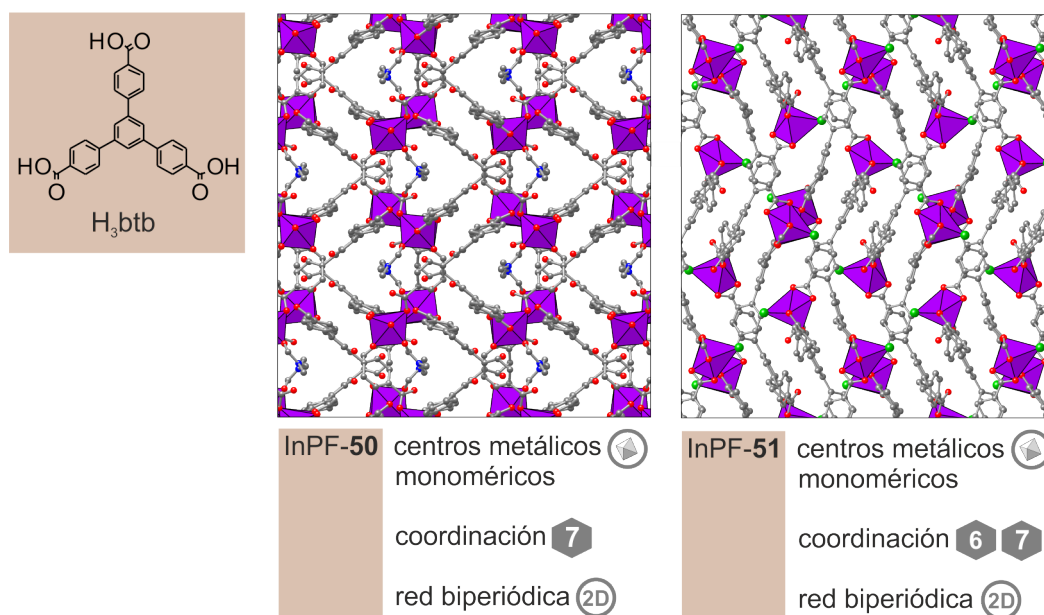 HO O
HO O
OH O
H₃btb
InPF-50 centros metálicos
monoméricos
coordinación 7
red biperiódica 2D
InPF-51 centros metálicos
monoméricos
coordinación 6 7
red biperiódica 2D